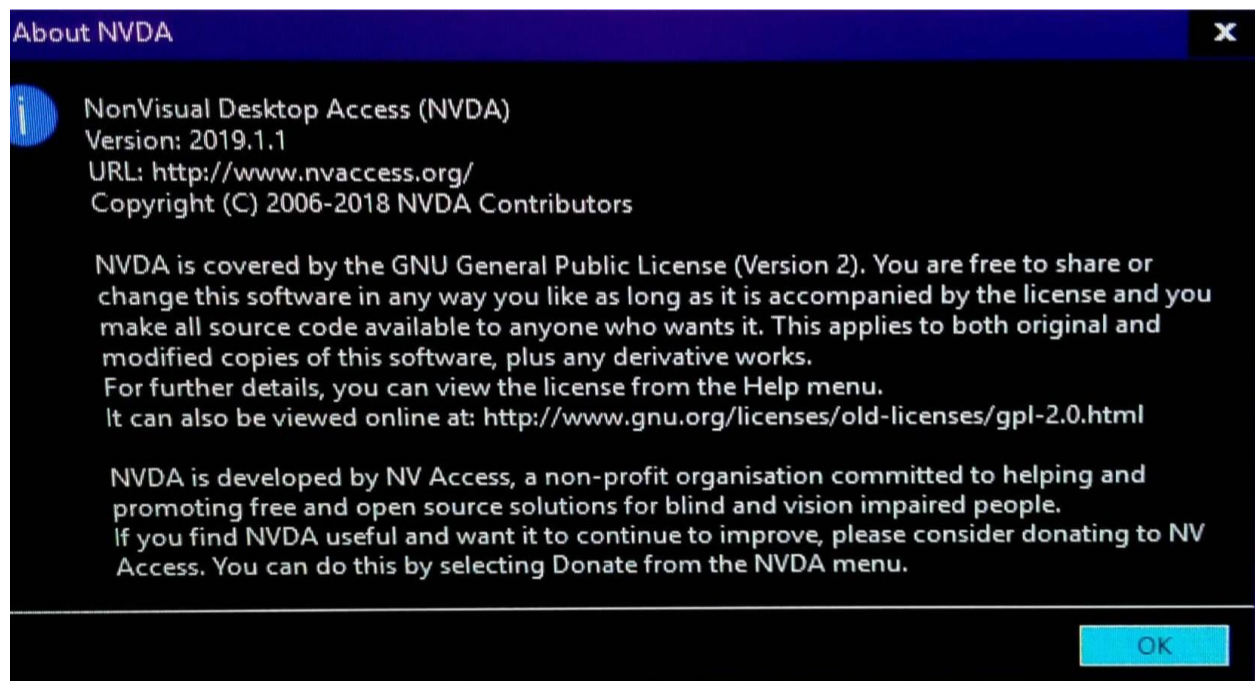 About NVDA
NonVisual Desktop Access (NVDA)
Version: 2019.1.1
URL: http://www.nvaccess.org/
Copyright (C) 2006-2018 NVDA Contributors
NVDA is covered by the GNU General Public License (Version 2). You are free to share or
change this software in any way you like as long as it is accompanied by the license and you
make all source code available to anyone who wants it. This applies to both original and
modified copies of this software, plus any derivative works.
For further details, you can view the license from the Help menu.
It can also be viewed online at: http://www.gnu.org/licenses/old-licenses/gpl-2.0.html
NVDA is developed by NV Access, a non-profit organisation committed to helping and
promoting free and open source solutions for blind and vision impaired people.
If you find NVDA useful and want it to continue to improve, please consider donating to NV
Access. You can do this by selecting Donate from the NVDA menu.
OK